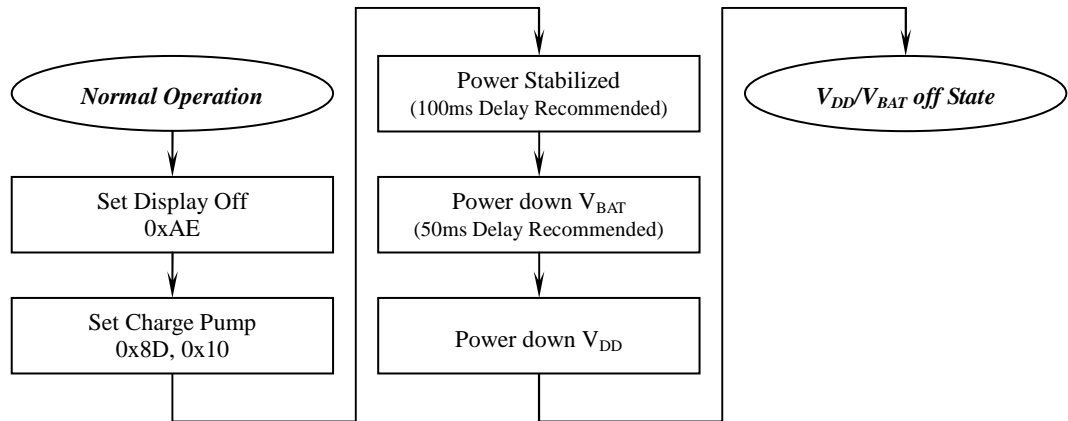 Normal Operation
Set Display Off
0xAE
Set Charge Pump
0x8D, 0x10
Power Stabilized
(100ms Delay Recommended)
Power down VBAT
(50ms Delay Recommended)
Power down VDD
VDD/VBAT off State